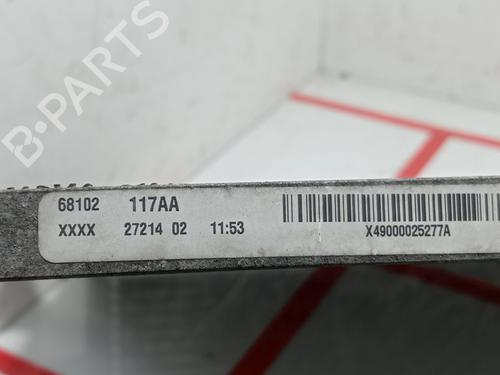 B-PARTS
68102 117AA
XXXX 27214 02 11:53
X49000025277A